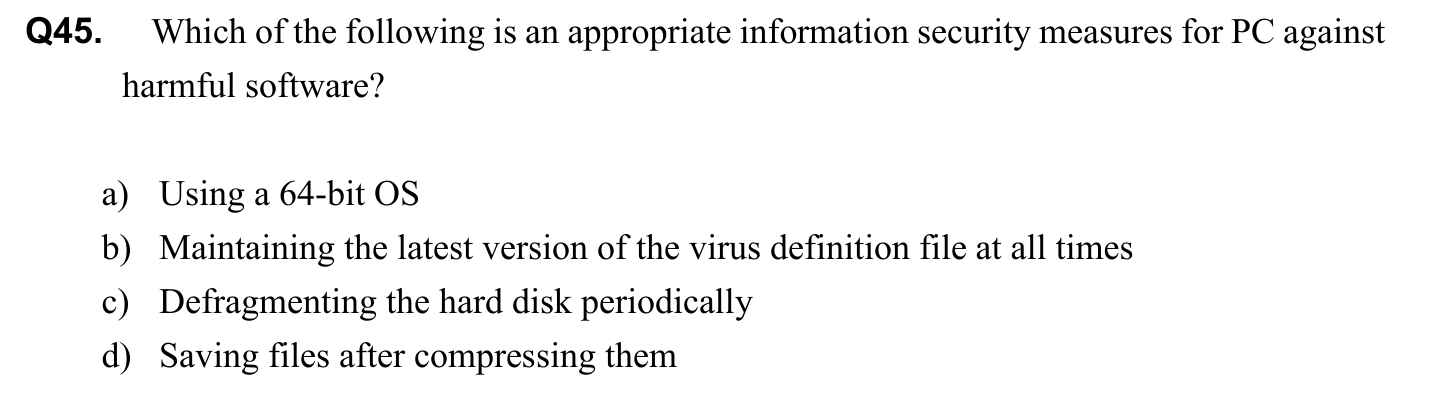 Q45. Which of the following is an appropriate information security measures for PC against
harmful software?
a) Using a 64-bit OS
b) Maintaining the latest version of the virus definition file at all times
c) Defragmenting the hard disk periodically
d) Saving files after compressing them